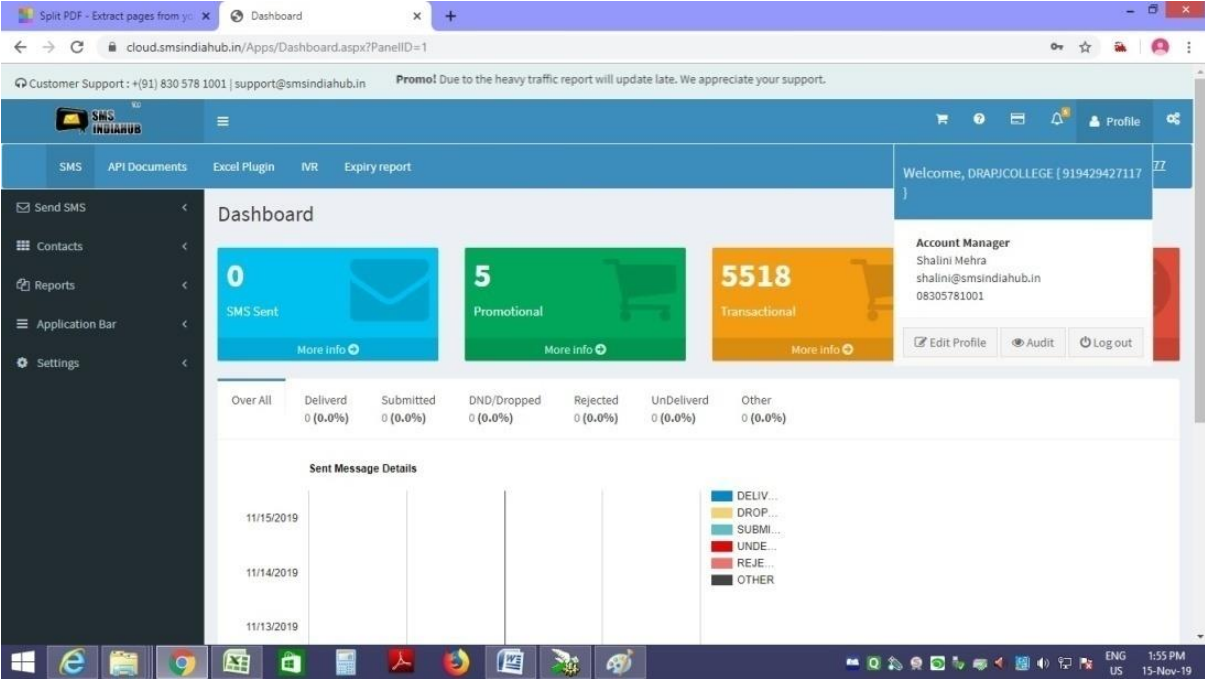 Split PDF - Extract pages from yo
Dashboard
cloud.smsindiahub.in/Apps/Dashboard.aspx?PanelID=1
Customer Support : +(91) 830 578 1001 | support@smsindiahub.in
Promo! Due to the heavy traffic report will update late. We appreciate your support.
SMS
INDIAHUB
Profile
SMS API Documents Excel Plugin IVR Expiry report
77
Welcome, DRAPJCOLLEGE [ 919429427117
]
Send SMS
Contacts
Reports
Application Bar
Settings
Dashboard
0
SMS Sent
More info
5
Promotional
More info
5518
Transactional
More info
Account Manager
Shalini Mehra
shalini@smsindiahub.in
08305781001
Edit Profile Audit Log out
Over All Deliverd Submitted DND/Dropped Rejected UnDeliverd Other
0 (0.0%) 0 (0.0%) 0 (0.0%) 0 (0.0%) 0 (0.0%) 0 (0.0%)
Sent Message Details
11/15/2019
11/14/2019
11/13/2019
DELIV...
DROP...
SUBMI...
UNDE...
REJE...
OTHER
ENG 1:55 PM
US 15-Nov-19